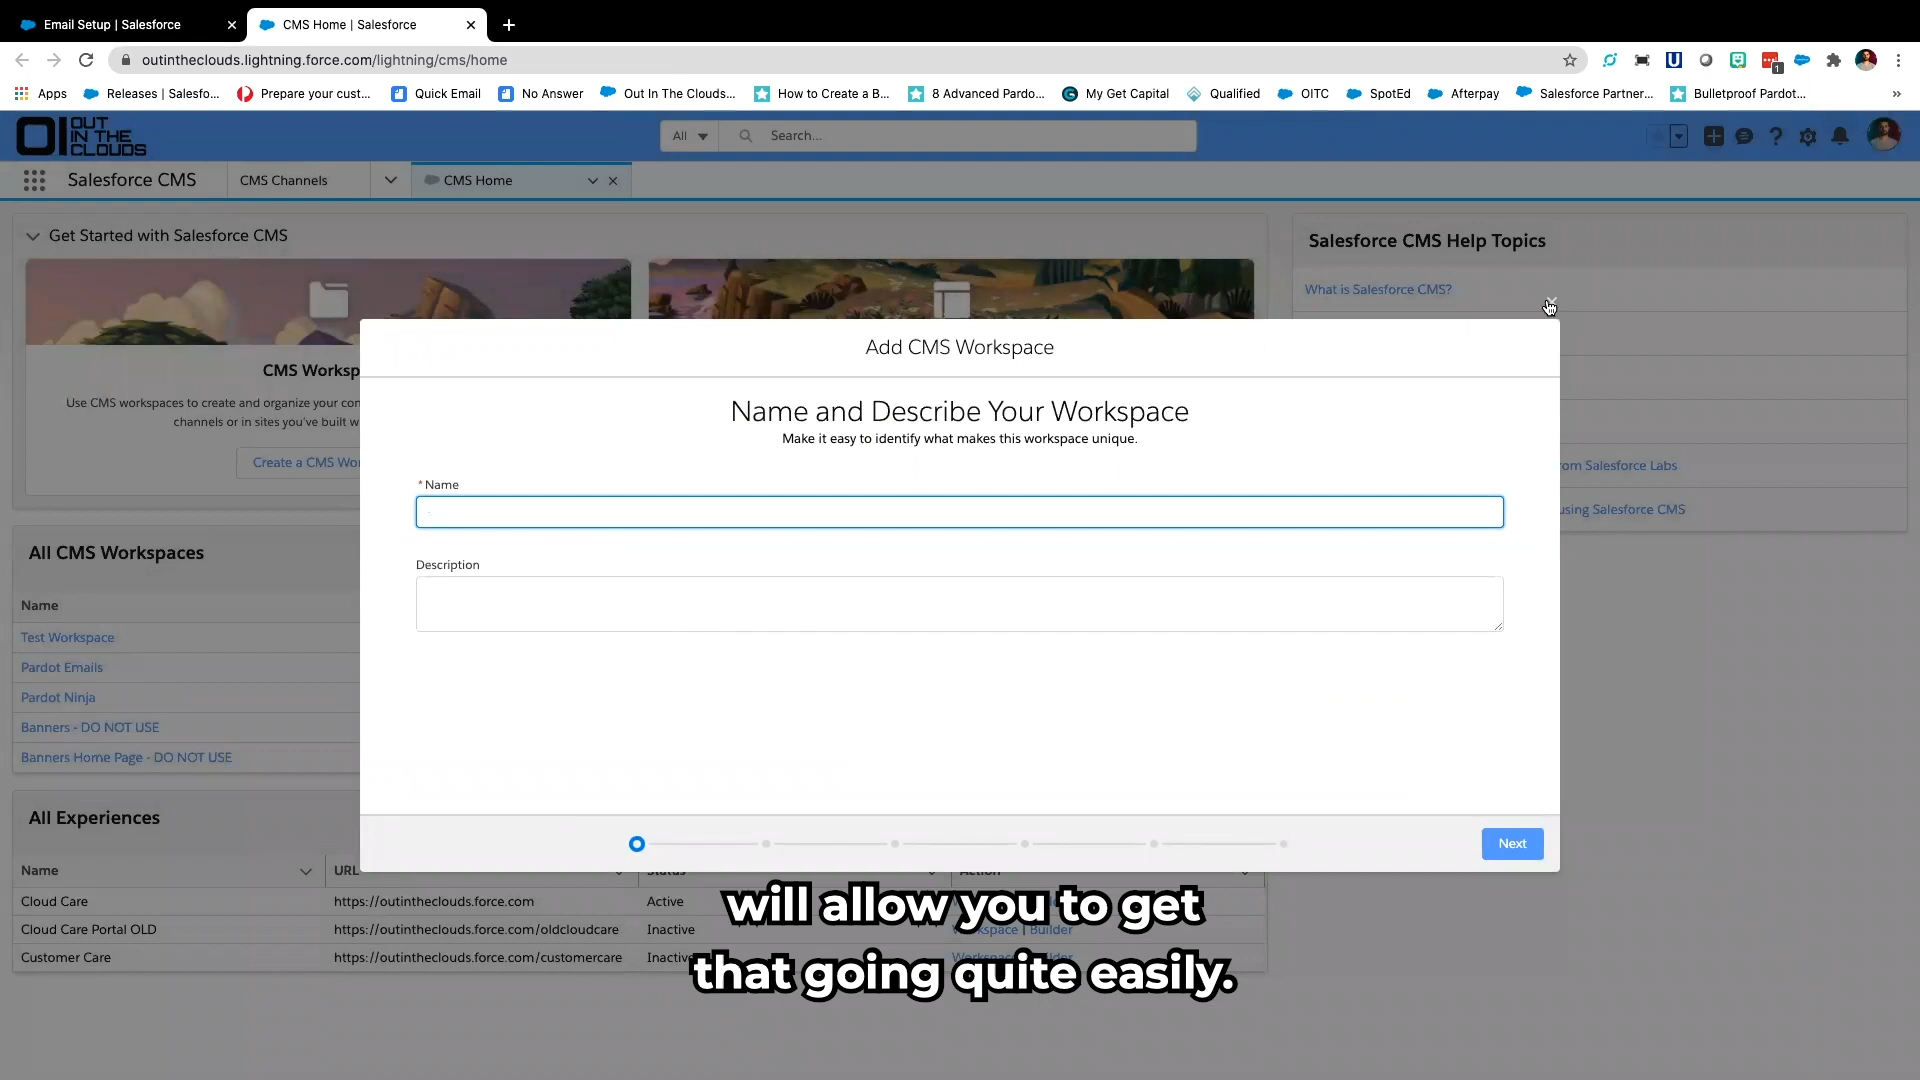 Email Setup | Salesforce
CMS Home | Salesforce
outintheclouds.lightning.force.com/lightning/cms/home
Apps
Releases | Salesfo...
Prepare your cust...
Quick Email
No Answer
Out In The Clouds...
How to Create a B...
8 Advanced Pardo...
My Get Capital
Qualified
OITC
SpotEd
Afterpay
Salesforce Partner...
Bulletproof Pardot...
OUT
IN THE
CLOUDS
All
Search...
Salesforce CMS
CMS Channels
CMS Home
Get Started with Salesforce CMS
Salesforce CMS Help Topics
What is Salesforce CMS?
om Salesforce Labs
using Salesforce CMS
CMS Worksp
Use CMS workspaces to create and organize your con
channels or in sites you've built w
Create a CMS Wor
Add CMS Workspace
Name and Describe Your Workspace
Make it easy to identify what makes this workspace unique.
* Name
Description
Next
All CMS Workspaces
Name
Test Workspace
Pardot Emails
Pardot Ninja
Banners - DO NOT USE
Banners Home Page - DO NOT USE
All Experiences
Name URL Status Action
Cloud Care https://outintheclouds.force.com Active
Cloud Care Portal OLD https://outintheclouds.force.com/oldcloudcare Inactive Workspace | Builder
Customer Care https://outintheclouds.force.com/customercare Inactiv
will allow you to get
that going quite easily.